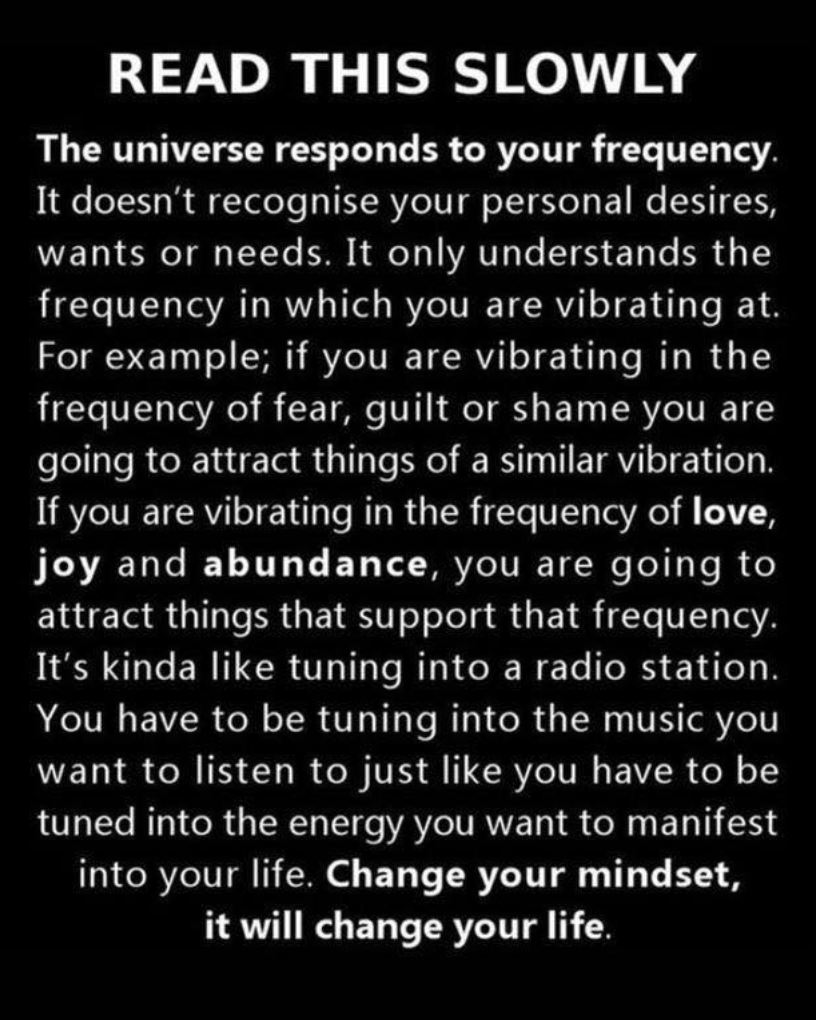 READ THIS SLOWLY
The universe responds to your frequency.
It doesn't recognise your personal desires,
wants or needs. It only understands the
frequency in which you are vibrating at.
For example; if you are vibrating in the
frequency of fear, guilt or shame you are
going to attract things of a similar vibration.
If you are vibrating in the frequency of love,
joy and abundance, you are going to
attract things that support that frequency.
It's kinda like tuning into a radio station.
You have to be tuning into the music you
want to listen to just like you have to be
tuned into the energy you want to manifest
into your life. Change your mindset,
it will change your life.